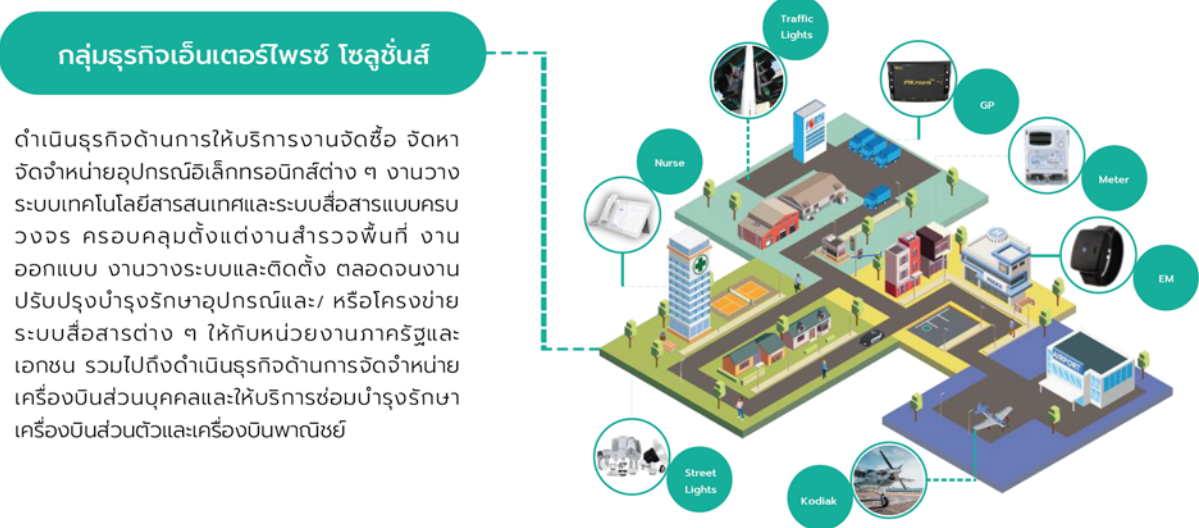 กลุ่มธุรกิจเอ็นเตอร์ไพรซ์ โซลูชั่นส์
ดำเนินธุรกิจด้านการให้บริการงานจัดซื้อ จัดหา
จัดจำหน่ายอุปกรณ์อิเล็กทรอนิกส์ต่าง ๆ งานวาง
ระบบเทคโนโลยีสารสนเทศและระบบสื่อสารแบบครบ
วงจร ครอบคลุมตั้งแต่งานสำรวจพื้นที่ งาน
ออกแบบ งานวางระบบและติดตั้ง ตลอดจนงาน
ปรับปรุงบำรุงรักษาอุปกรณ์และ/ หรือโครงข่าย
ระบบสื่อสารต่าง ๆ ให้กับหน่วยงานภาครัฐและ
เอกชน รวมไปถึงดำเนินธุรกิจด้านการจัดจำหน่าย
เครื่องบินส่วนบุคคลและให้บริการซ่อมบำรุงรักษา
เครื่องบินส่วนตัวและเครื่องบินพาณิชย์
Traffic
Lights
GP
Nurse
Meter
EM
AIRPORT
Street
Lights
Kodiak